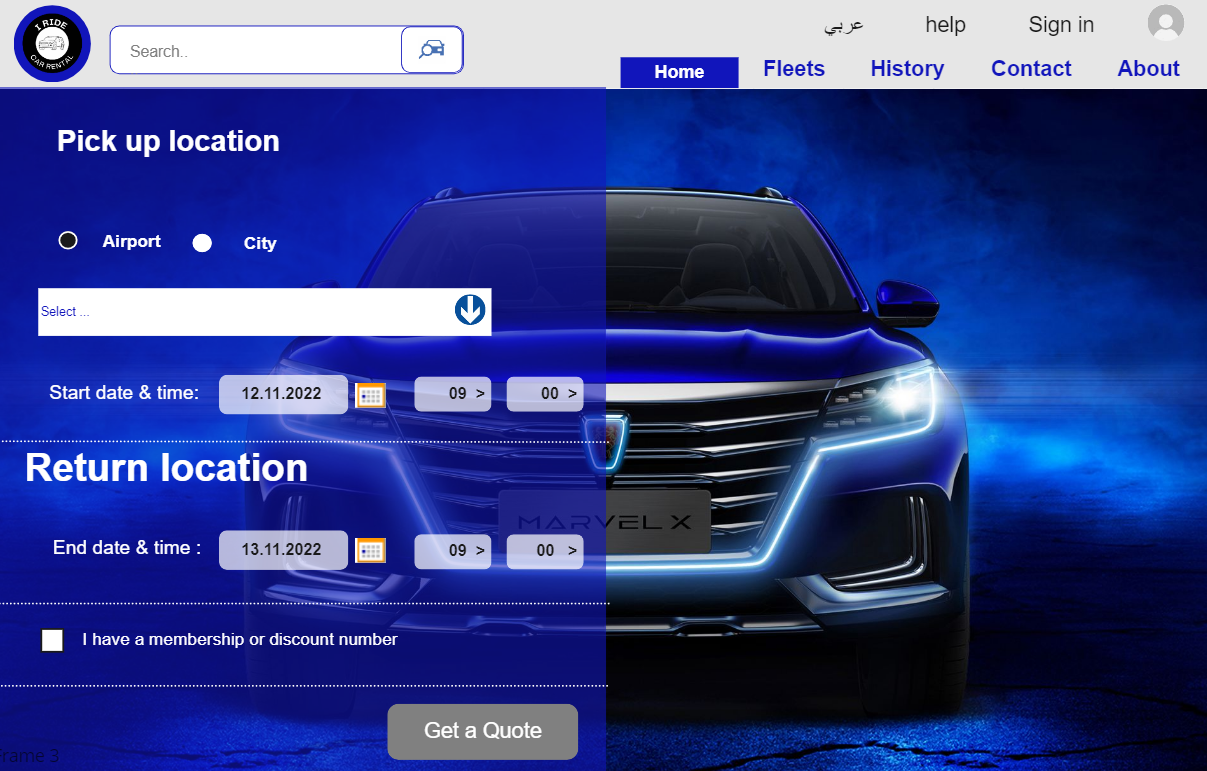 I RIDE
CAR RENTAL
Search..
عربي
help
Sign in
Home
Fleets
History
Contact
About
Pick up location
Airport
City
Select ...
Start date & time:
12.11.2022
09 >
00 >
Return location
MARVEL X
End date & time :
13.11.2022
09 >
00 >
I have a membership or discount number
Get a Quote
Frame 3